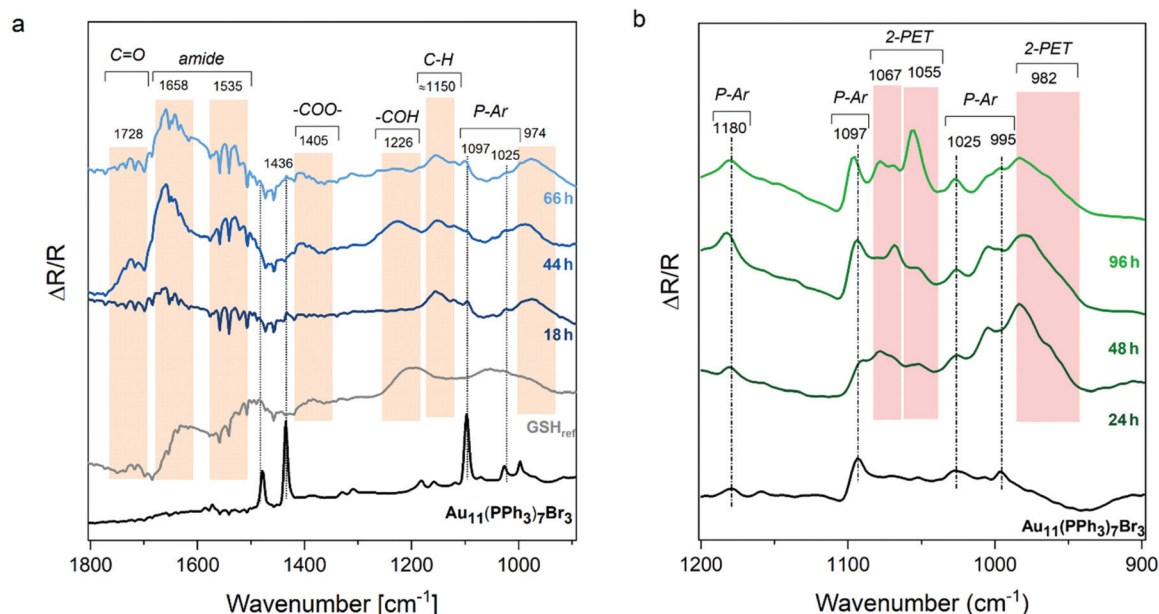 a
C=O
amide
1658
1535
1728
C-H
≈1150
-COO-
1405
-COH
1226
P-Ar
1436
1097
1025
974
66 h
44 h
18 h
GSHref
Au11(PPh3)7Br3
ΔR/R
1800
1600
1400
1200
1000
Wavenumber [cm-1]
b
2-PET
1067
1055
2-PET
982
P-Ar
1180
P-Ar
1097
P-Ar
1025
995
96 h
48 h
24 h
Au11(PPh3)7Br3
ΔR/R
1200
1100
1000
900
Wavenumber (cm-1)